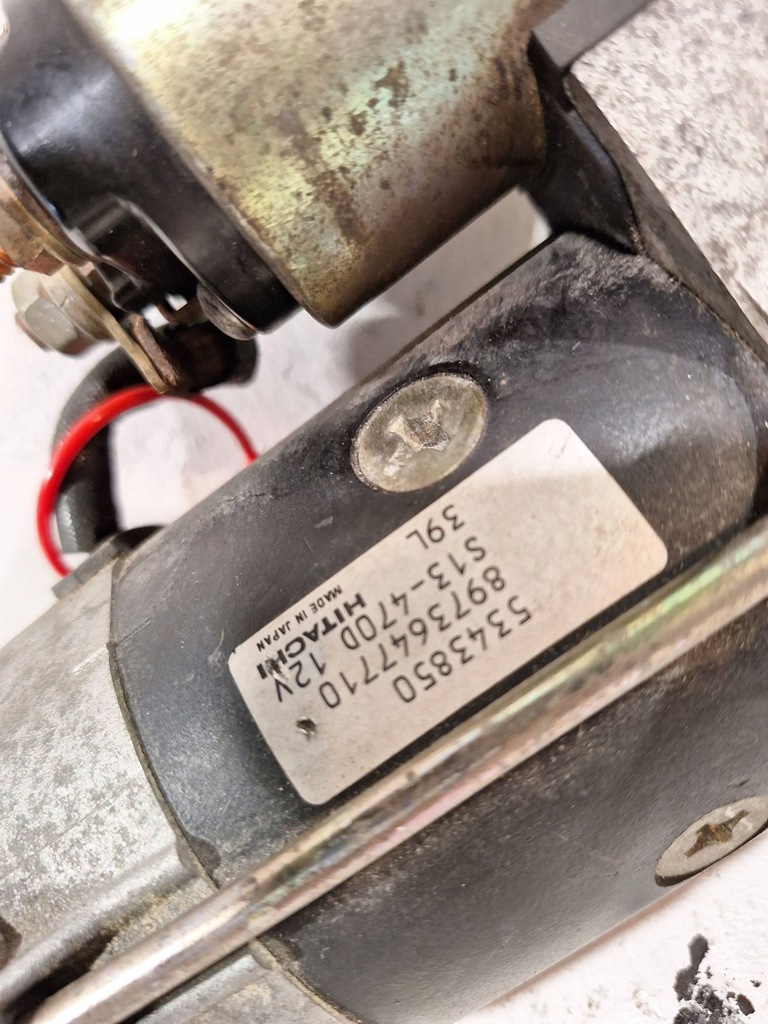 5343850
8973647710
S13-470D 12V
39L HITACHI
MADE IN JAPAN